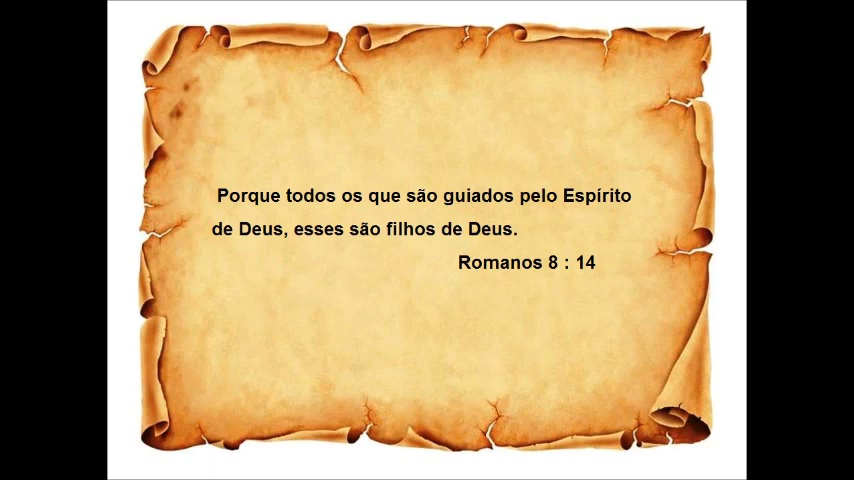 Porque todos os que são guiados pelo Espírito
de Deus, esses são filhos de Deus.
Romanos 8 : 14